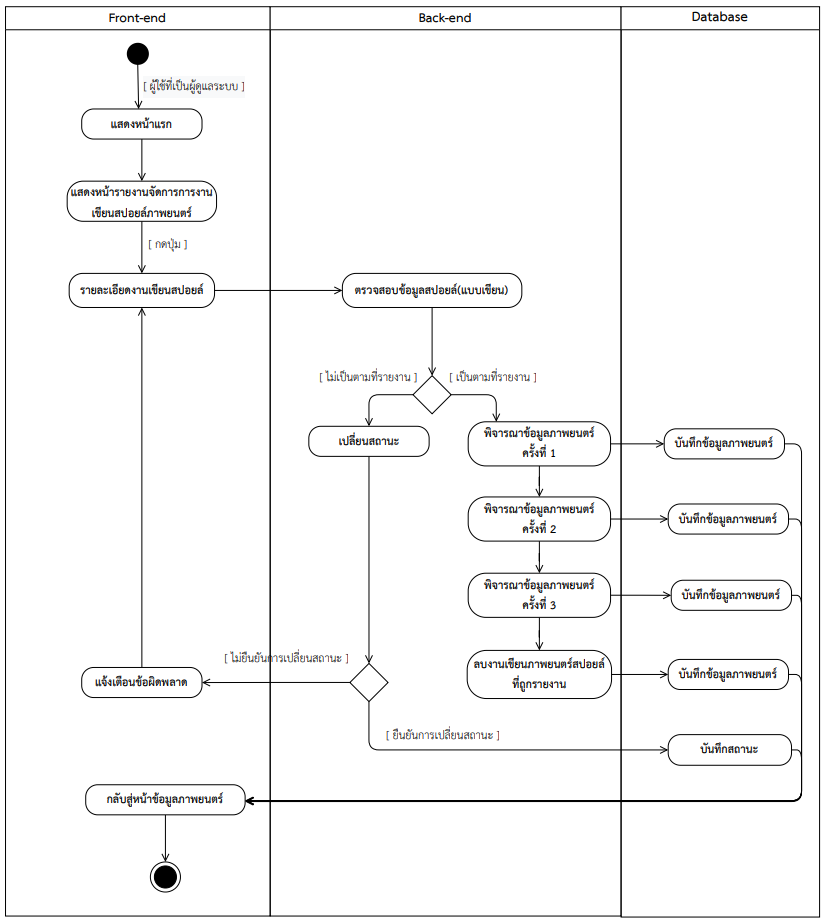 Front-end
Back-end
Database
[ ผู้ใช้ที่เป็นผู้ดูแลระบบ ]
แสดงหน้าแรก
แสดงหน้ารายงานจัดการการงาน
เขียนสปอยล์ภาพยนตร์
[ กดปุ่ม ]
รายละเอียดงานเขียนสปอยล์
ตรวจสอบข้อมูลสปอยล์(แบบเขียน)
[ ไม่เป็นตามที่รายงาน ]
[ เป็นตามที่รายงาน ]
เปลี่ยนสถานะ
พิจารณาข้อมูลภาพยนตร์
ครั้งที่ 1
บันทึกข้อมูลภาพยนตร์
พิจารณาข้อมูลภาพยนตร์
ครั้งที่ 2
บันทึกข้อมูลภาพยนตร์
พิจารณาข้อมูลภาพยนตร์
ครั้งที่ 3
บันทึกข้อมูลภาพยนตร์
[ ไม่ยืนยันการเปลี่ยนสถานะ ]
ลบงานเขียนภาพยนตร์สปอยล์
ที่ถูกรายงาน
บันทึกข้อมูลภาพยนตร์
แจ้งเตือนข้อผิดพลาด
[ ยืนยันการเปลี่ยนสถานะ ]
บันทึกสถานะ
กลับสู่หน้าข้อมูลภาพยนตร์